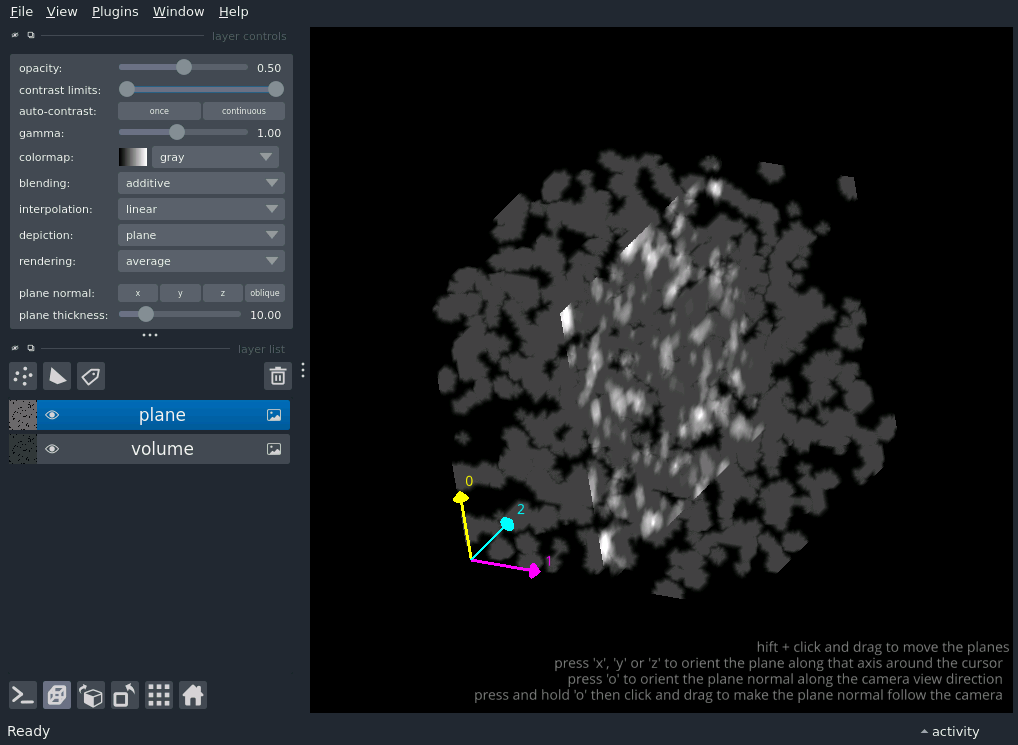 File View Plugins Window Help
layer controls
opacity: 0.50
contrast limits:
auto-contrast: once continuous
gamma: 1.00
colormap: gray
blending: additive
interpolation: linear
depiction: plane
rendering: average
plane normal: x y z oblique
plane thickness: 10.00
layer list
plane
volume
0
2
1
hift + click and drag to move the planes
press 'x', 'y' or 'z' to orient the plane along that axis around the cursor
press 'o' to orient the plane normal along the camera view direction
press and hold 'o' then click and drag to make the plane normal follow the camera
Ready activity